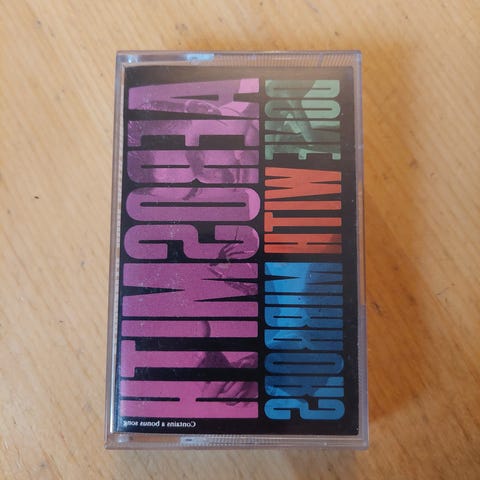 AEROSMITH
DONE WITH MIRRORS
Contains a bonus song